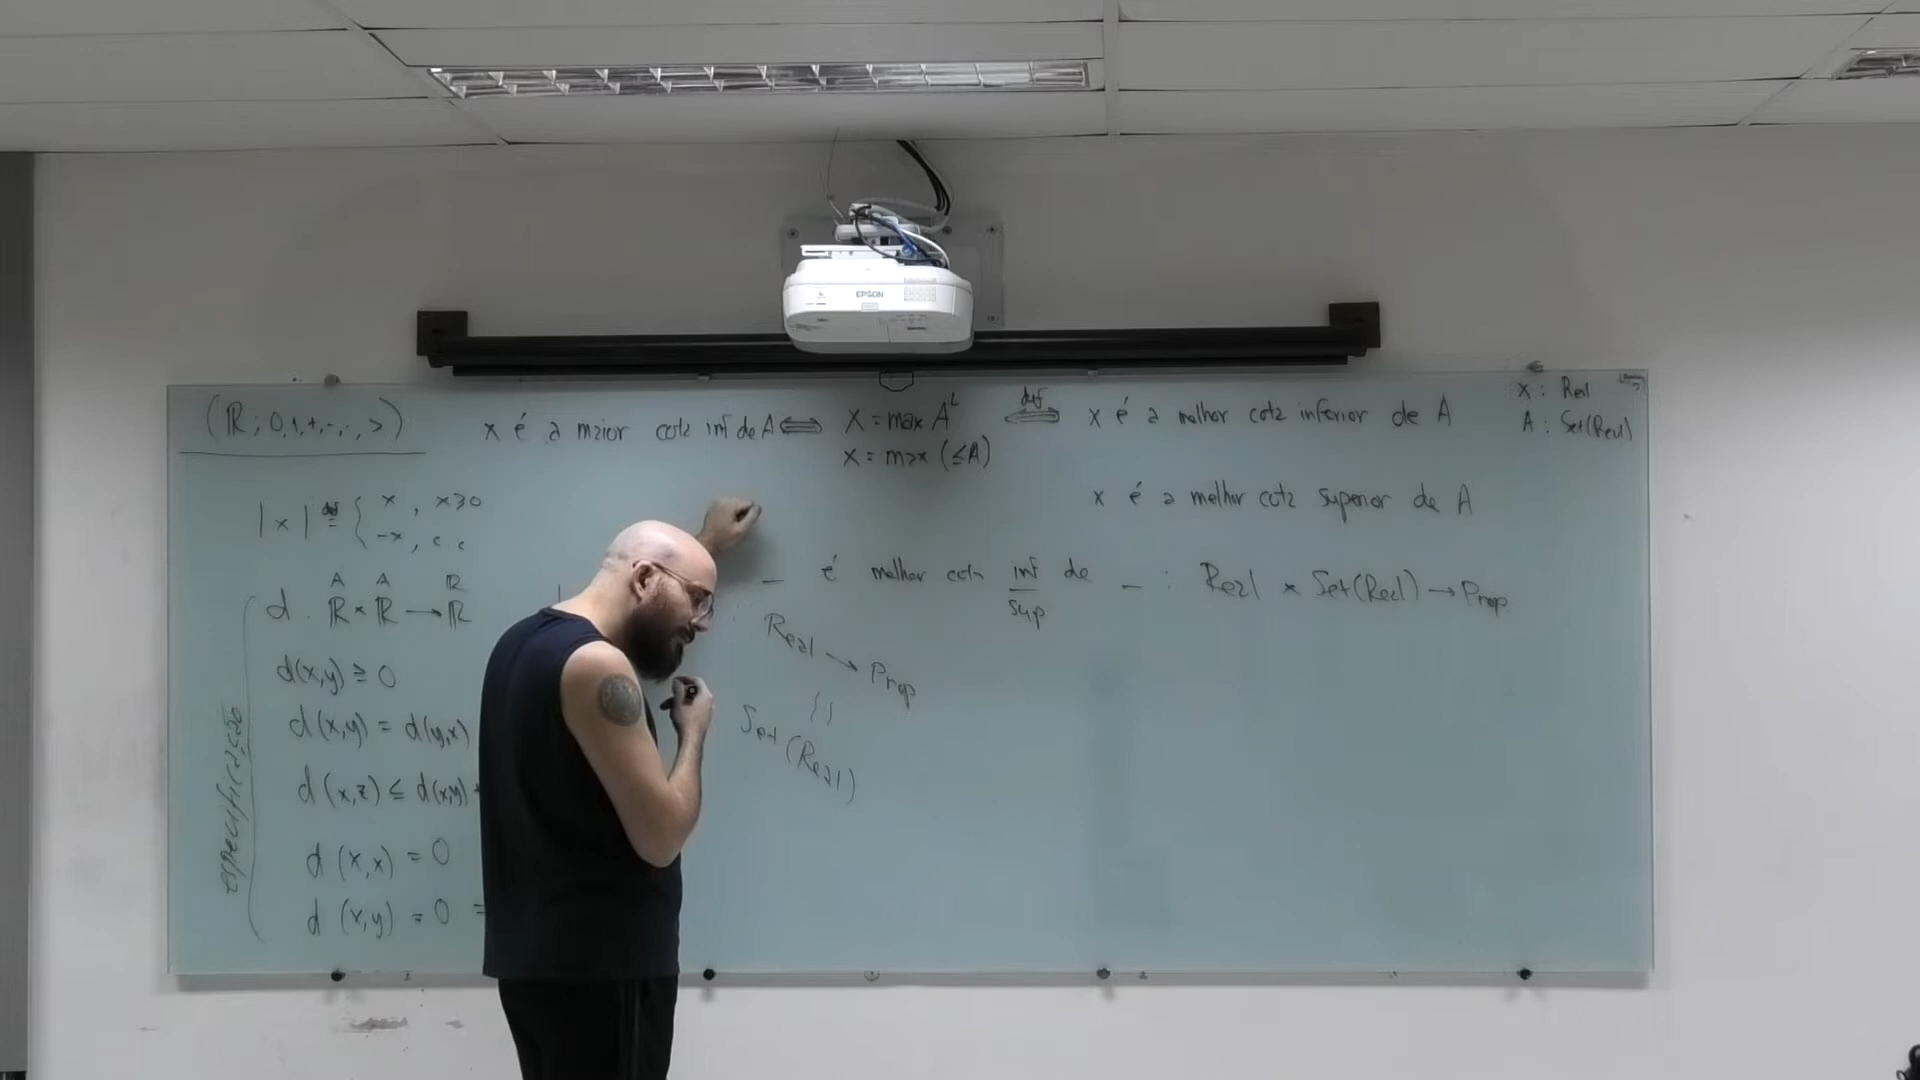 (ℝ; 0, 1, +, -, ·, >)
x é a maior cota inf de A ⟺ x = max Aᴸ ⟺ def x é a melhor cota inferior de A
x = max (≤A)
x : Real
A : Set(Real)
x é a melhor cota superior de A
|x| def = { x , x ≥ 0
-x , c.c
A A ℝ
d : ℝ × ℝ → ℝ
_ é melhor cota inf de _ : Real × Set(Real) → Prop
sup
Real → Prop
Set (Real)
especificação
d(x,y) ≥ 0
d(x,y) = d(y,x)
d(x,z) ≤ d(x,y) +
d(x,x) = 0
d(x,y) = 0 =
EPSON